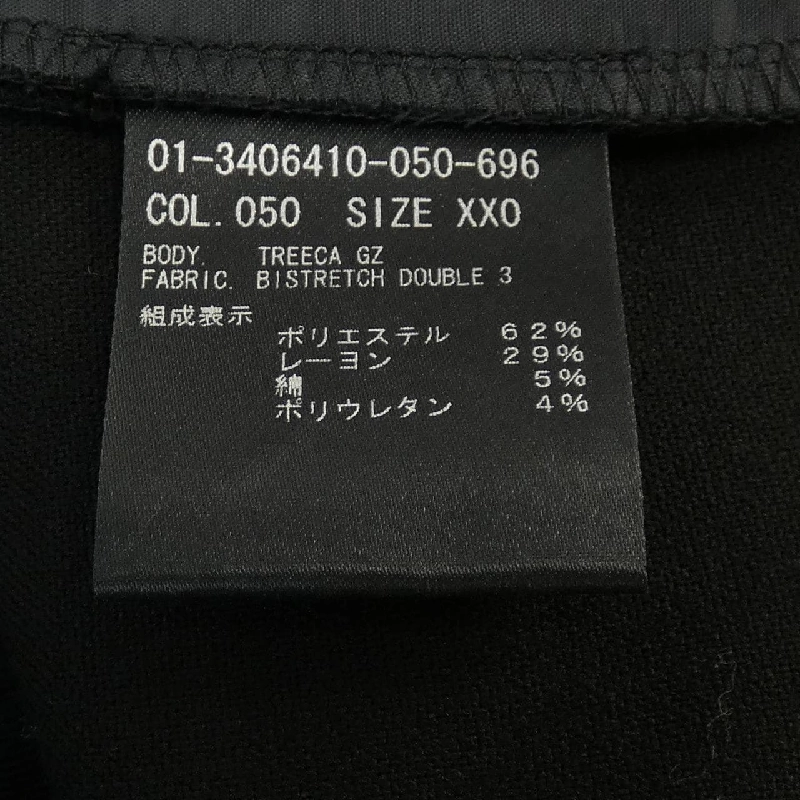 01-3406410-050-696
COL. 050 SIZE XXO
BODY. TREECA GZ
FABRIC. BISTRETCH DOUBLE 3
組成表示
ポリエステル 62%
レーヨン 29%
綿 5%
ポリウレタン 4%